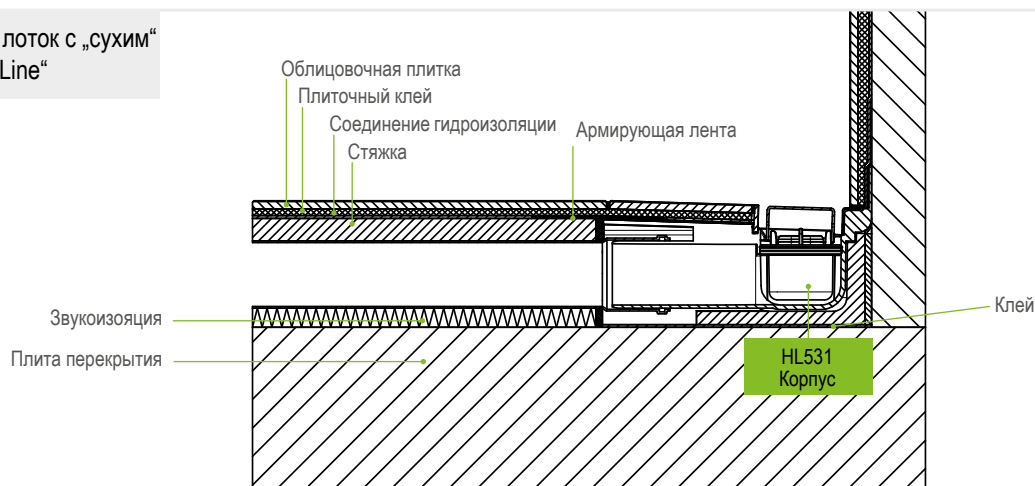 лоток с „сухим“
Line“
Облицовочная плитка
Плиточный клей
Соединение гидроизоляции
Армирующая лента
Стяжка
Звукоизояция
Клей
Плита перекрытия
HL531
Корпус